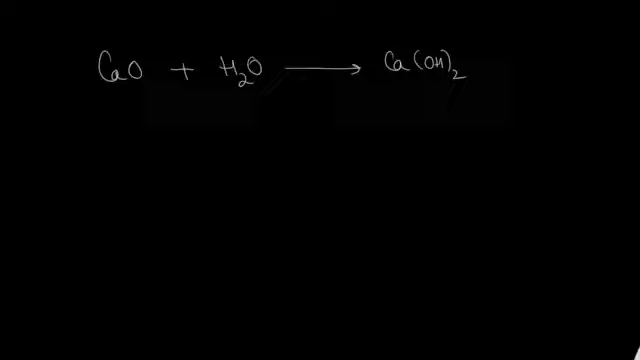 CaO + H₂O ⟶ Ca(OH)₂